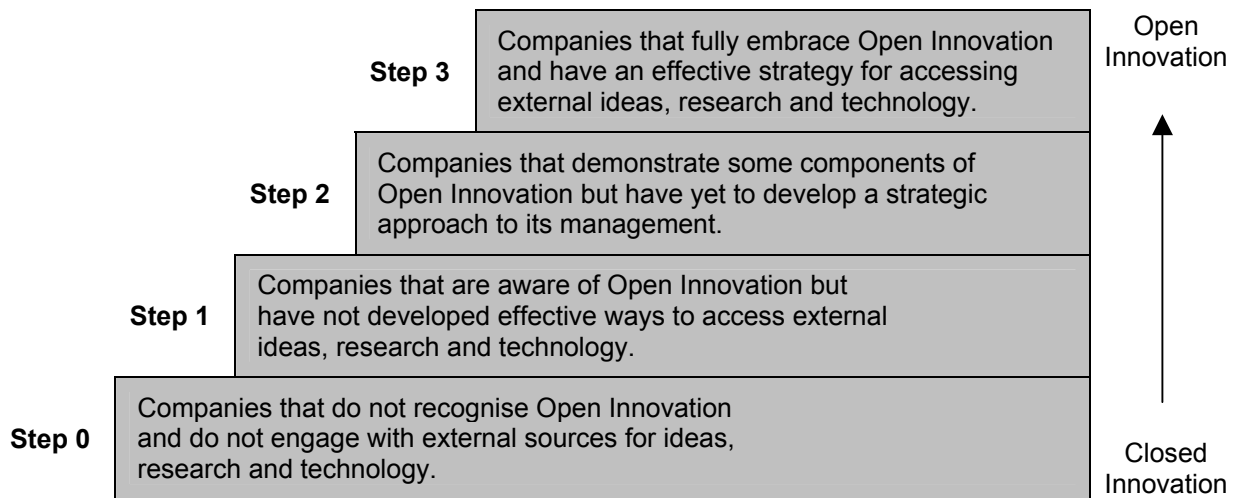 Step 3
Companies that fully embrace Open Innovation
and have an effective strategy for accessing
external ideas, research and technology.
Step 2
Companies that demonstrate some components of
Open Innovation but have yet to develop a strategic
approach to its management.
Step 1
Companies that are aware of Open Innovation but
have not developed effective ways to access external
ideas, research and technology.
Step 0
Companies that do not recognise Open Innovation
and do not engage with external sources for ideas,
research and technology.
Open
Innovation
Closed
Innovation